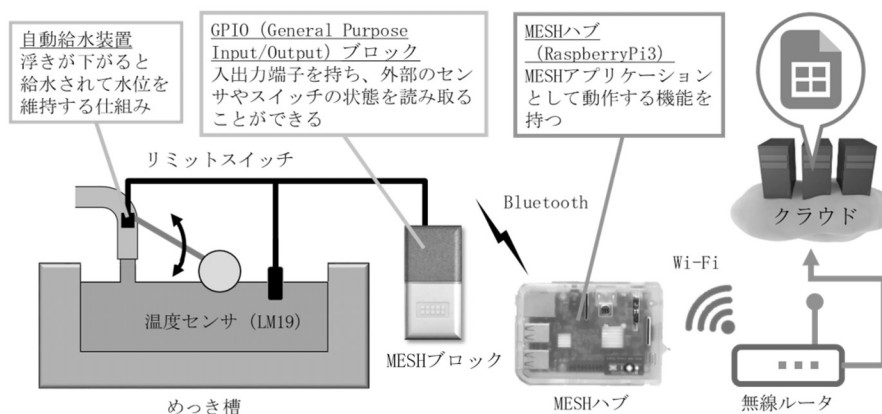 自動給水装置
浮きが下がると
給水されて水位を
維持する仕組み
GPIO (General Purpose
Input/Output) ブロック
入出力端子を持ち、外部のセン
サやスイッチの状態を読み取る
ことができる
MESHハブ
(RaspberryPi3)
MESHアプリケーション
として動作する機能を
持つ
リミットスイッチ
Bluetooth
クラウド
Wi-Fi
温度センサ (LM19)
MESHブロック
めっき槽
MESHハブ
無線ルータ